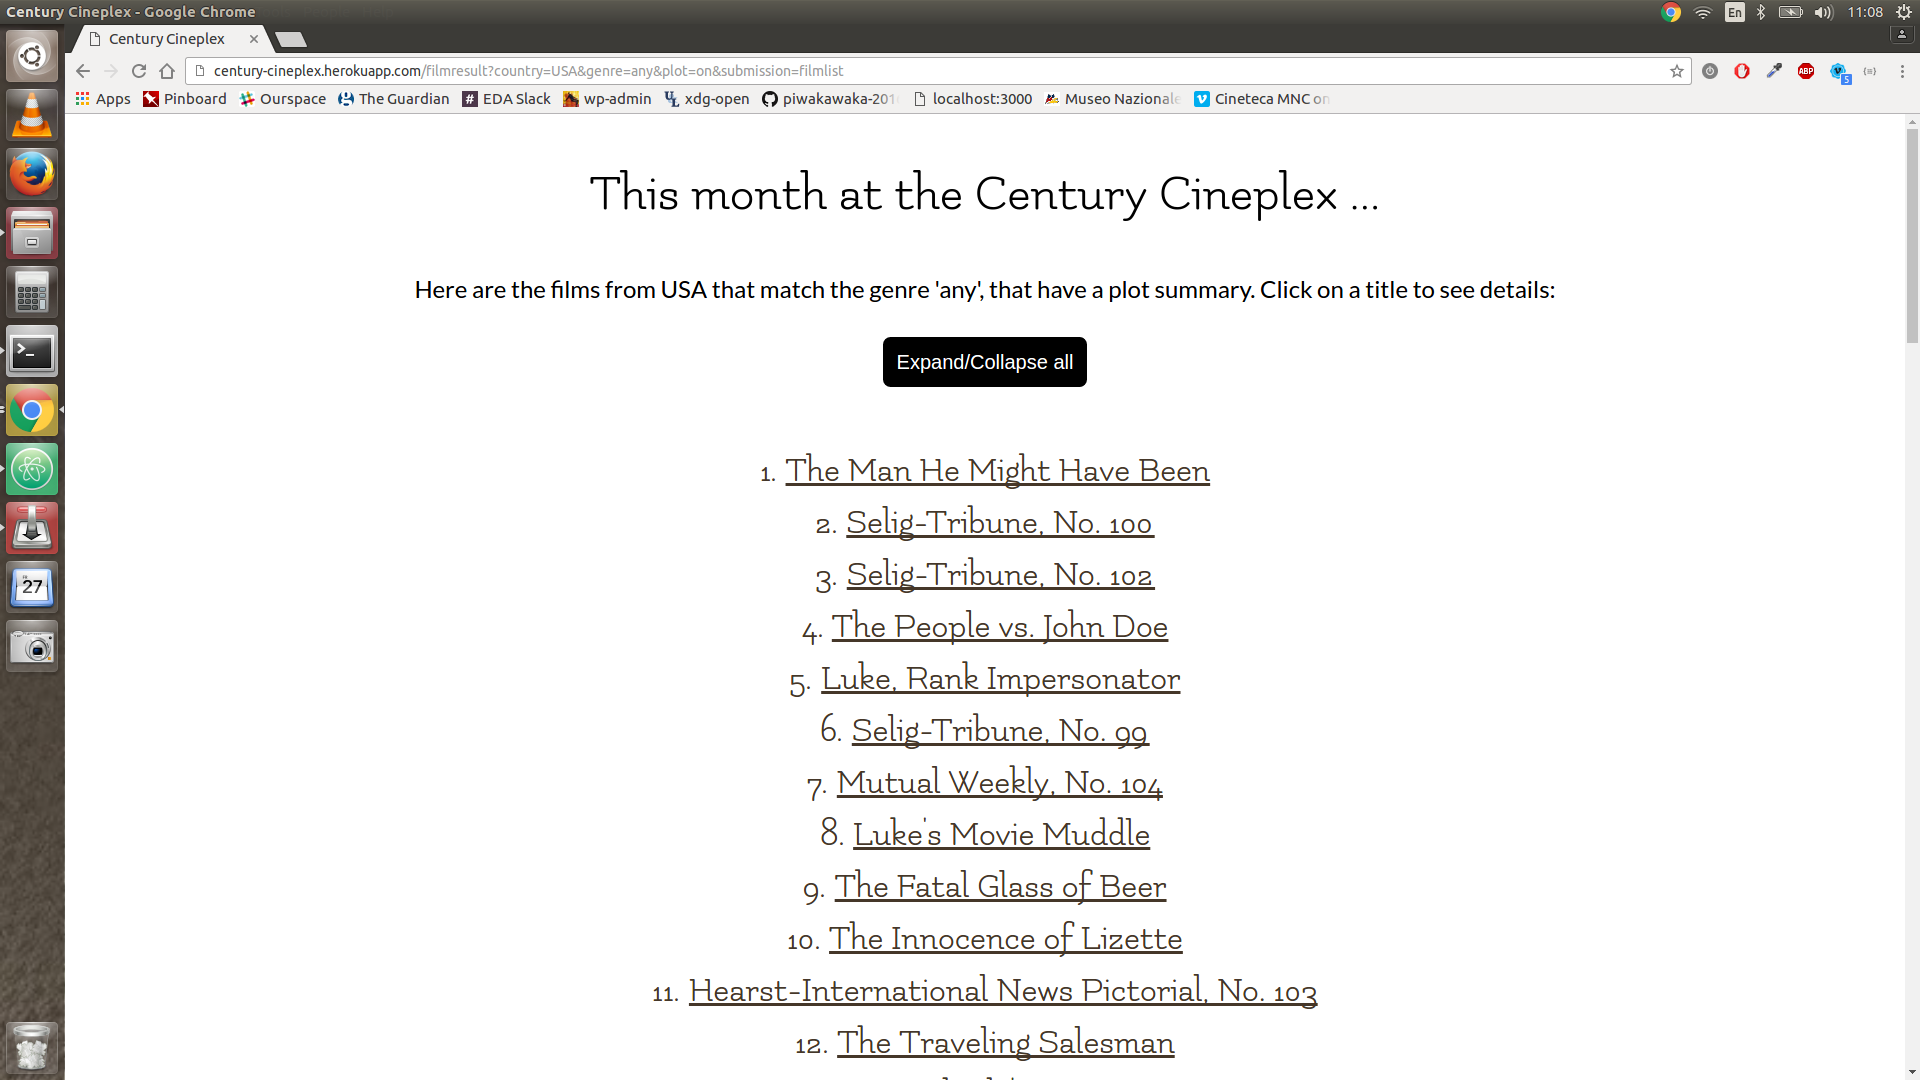 Century Cineplex - Google Chrome
En
11:08
Century Cineplex
century-cineplex.herokuapp.com/filmresult?country=USA&genre=any&plot=on&submission=filmlist
ABP
5
Apps Pinboard Ourspace The Guardian EDA Slack wp-admin xdg-open piwakawaka-201 localhost:3000 Museo Nazionale Cineteca MNC on
This month at the Century Cineplex ...
Here are the films from USA that match the genre 'any', that have a plot summary. Click on a title to see details:
Expand/Collapse all
1. The Man He Might Have Been
2. Selig-Tribune, No. 100
3. Selig-Tribune, No. 102
4. The People vs. John Doe
5. Luke, Rank Impersonator
6. Selig-Tribune, No. 99
7. Mutual Weekly, No. 104
8. Luke's Movie Muddle
9. The Fatal Glass of Beer
10. The Innocence of Lizette
11. Hearst-International News Pictorial, No. 103
12. The Traveling Salesman
27